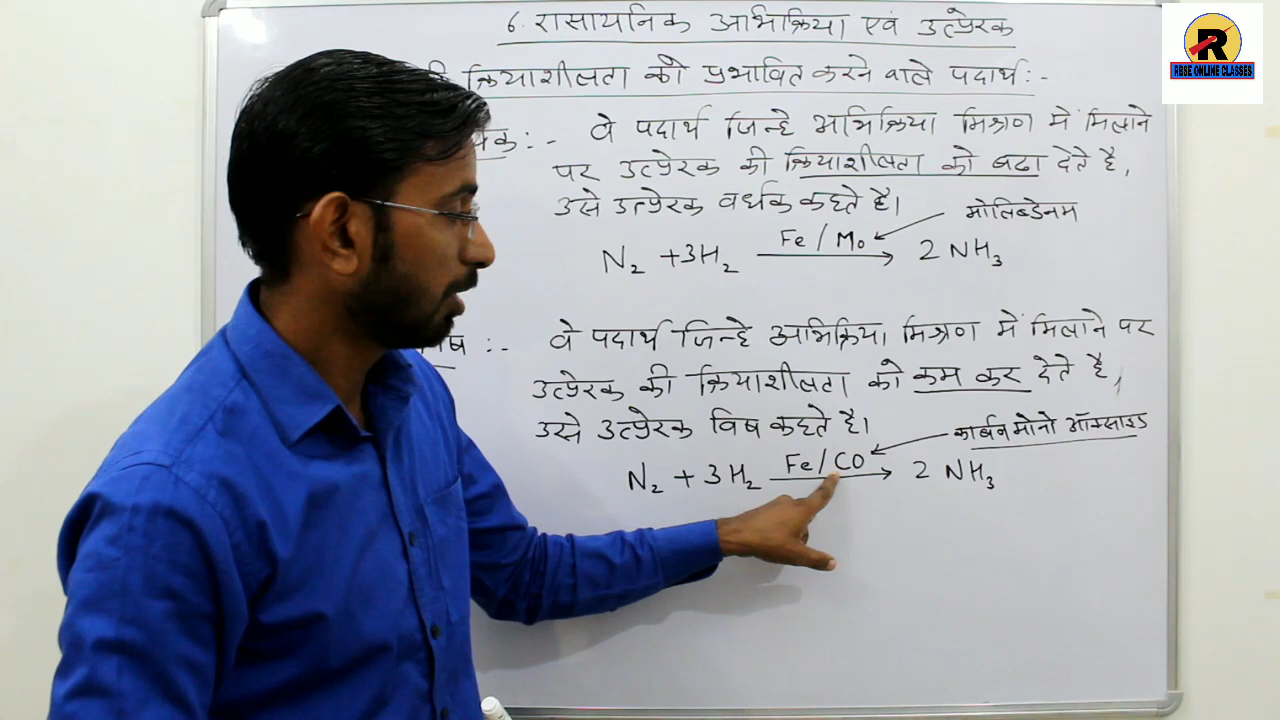 6. रासायनिक अभिक्रिया एवं उत्प्रेरक
क्रियाशीलता को प्रभावित करने वाले पदार्थ :-
:- वे पदार्थ जिन्हे अभिक्रिया मिश्रण में मिलाने
पर उत्प्रेरक की क्रियाशीलता को बढा देते है,
उसे उत्प्रेरक वर्धक कहते है।
मोलिब्डेनम
N₂ + 3H₂ Fe / Mo → 2 NH₃
:- वे पदार्थ जिन्हे अभिक्रिया मिश्रण में मिलाने पर
उत्प्रेरक की क्रियाशीलता को कम कर देते है,
उसे उत्प्रेरक विष कहते है।
कार्बन मोनो ऑक्साइड
N₂ + 3H₂ Fe / CO → 2 NH₃
R
RBSE ONLINE CLASSES